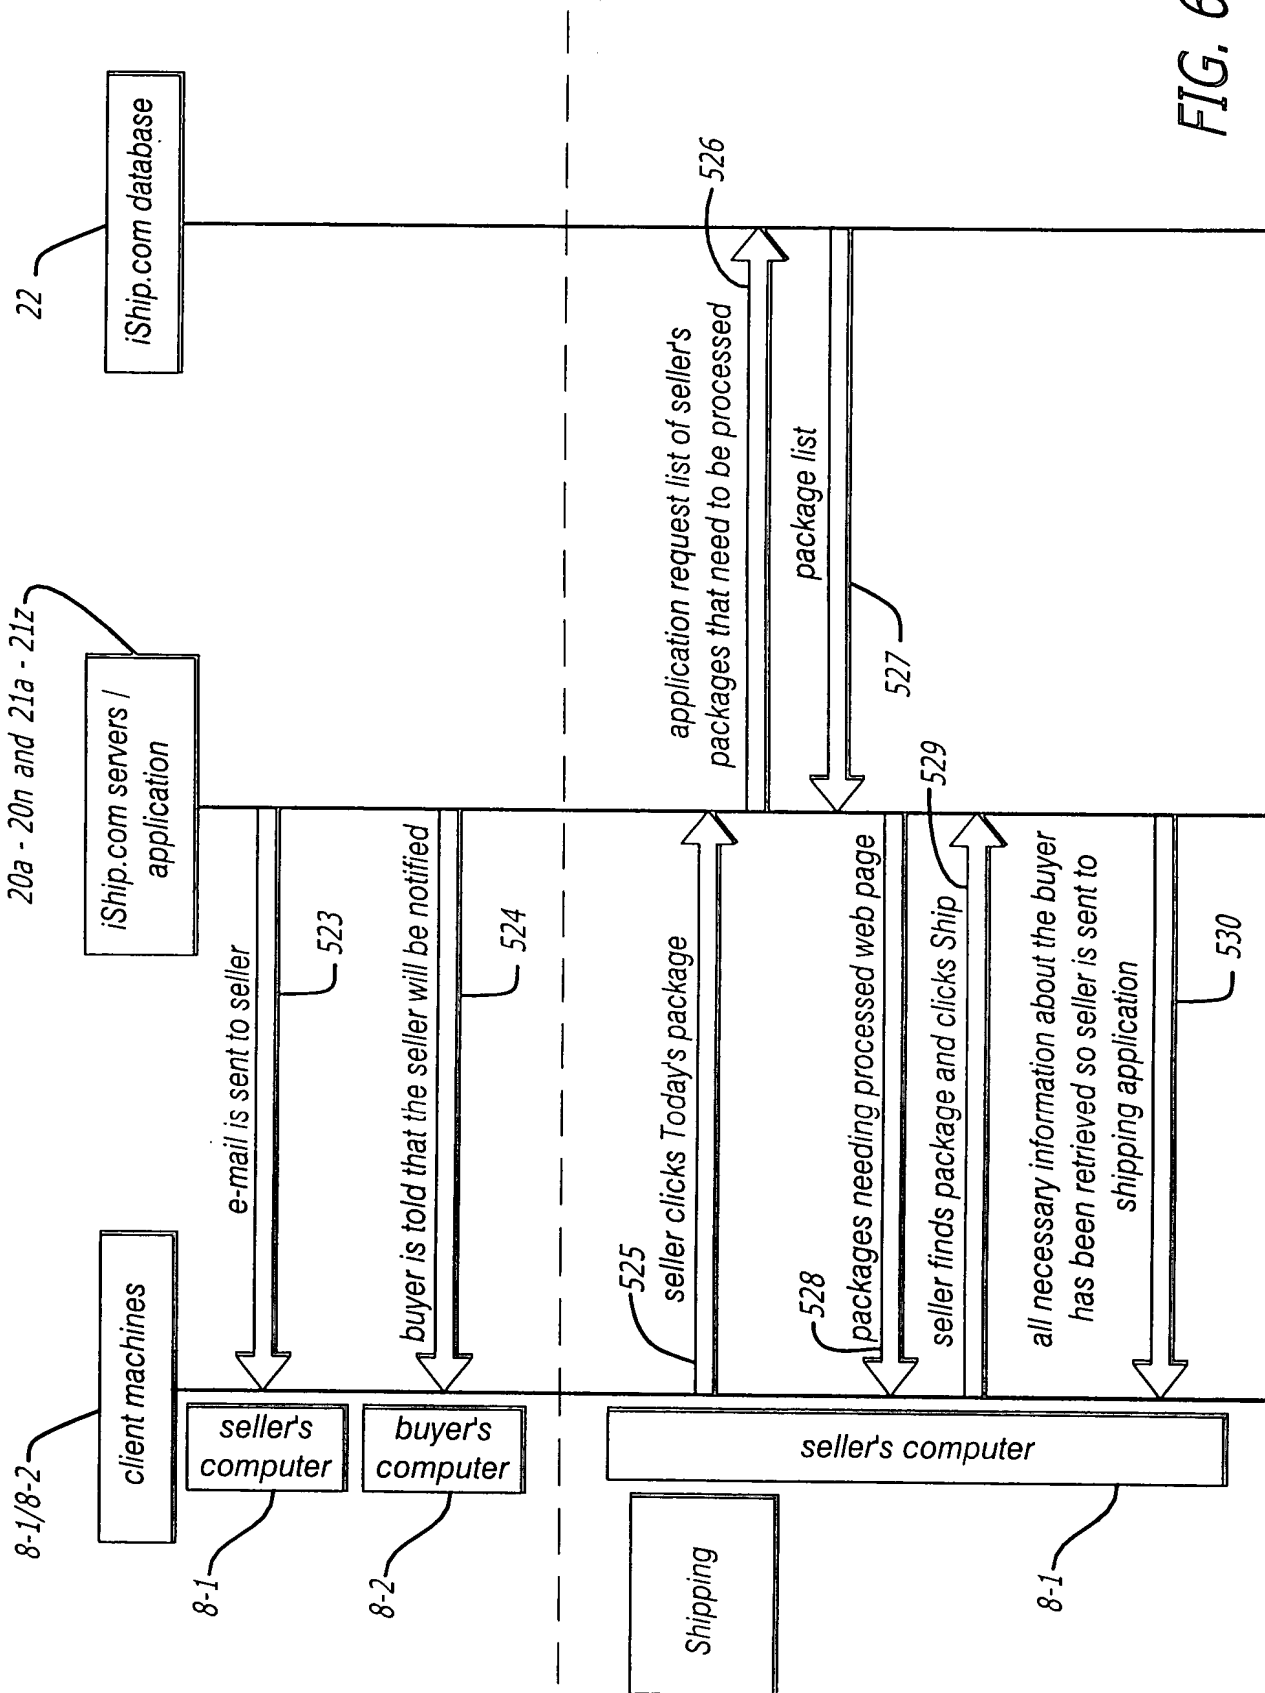 8-1/8-2
20a - 20n and 21a - 21z
22
client machines
iShip.com servers /
application
iShip.com database
8-1
seller's
computer
e-mail is sent to seller
523
8-2
buyer's
computer
buyer is told that the seller will be notified
524
Shipping
seller's computer
8-1
525
seller clicks Today's package
application request list of seller's
packages that need to be processed
526
package list
527
528
packages needing processed web page
seller finds package and clicks Ship
529
all necessary information about the buyer
has been retrieved so seller is sent to
shipping application
530
FIG. 6